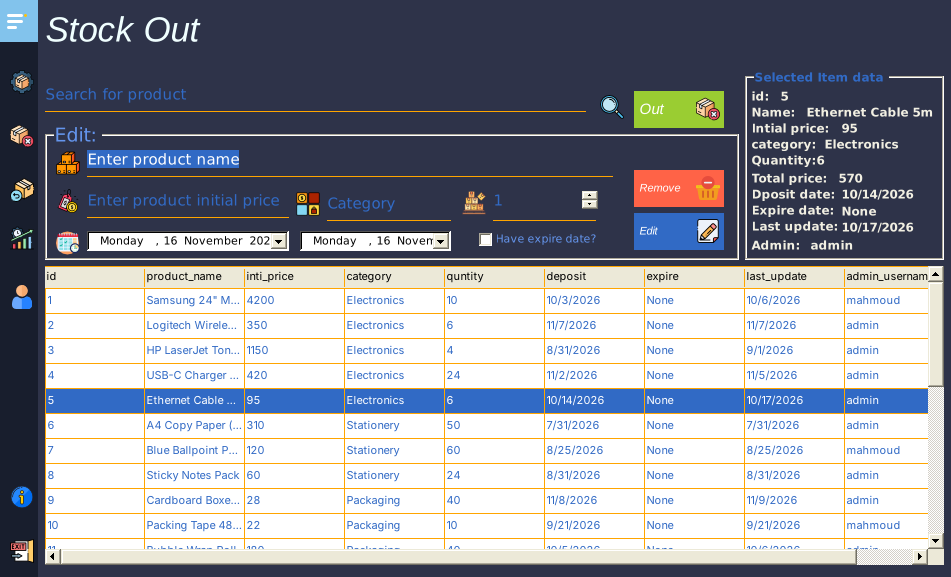 Stock Out
Search for product
Out
Edit:
Enter product name
Enter product initial price
Category
1
Remove
Monday , 16 November 202
Monday , 16 Novem
Have expire date?
Edit
Selected Item data
id: 5
Name: Ethernet Cable 5m
Intial price: 95
category: Electronics
Quantity:6
Total price: 570
Dposit date: 10/14/2026
Expire date: None
Last update: 10/17/2026
Admin: admin
id product_name inti_price category quntity deposit expire last_update admin_usernam
1 Samsung 24" M... 4200 Electronics 10 10/3/2026 None 10/6/2026 mahmoud
2 Logitech Wirele... 350 Electronics 6 11/7/2026 None 11/7/2026 admin
3 HP LaserJet Ton... 1150 Electronics 4 8/31/2026 None 9/1/2026 admin
4 USB-C Charger ... 420 Electronics 24 11/2/2026 None 11/5/2026 admin
5 Ethernet Cable ... 95 Electronics 6 10/14/2026 None 10/17/2026 admin
6 A4 Copy Paper (... 310 Stationery 50 7/31/2026 None 7/31/2026 admin
7 Blue Ballpoint P... 120 Stationery 60 8/25/2026 None 8/25/2026 mahmoud
8 Sticky Notes Pack 60 Stationery 24 8/31/2026 None 8/31/2026 admin
9 Cardboard Boxe... 28 Packaging 40 11/8/2026 None 11/9/2026 admin
10 Packing Tape 48... 22 Packaging 10 9/21/2026 None 9/21/2026 mahmoud